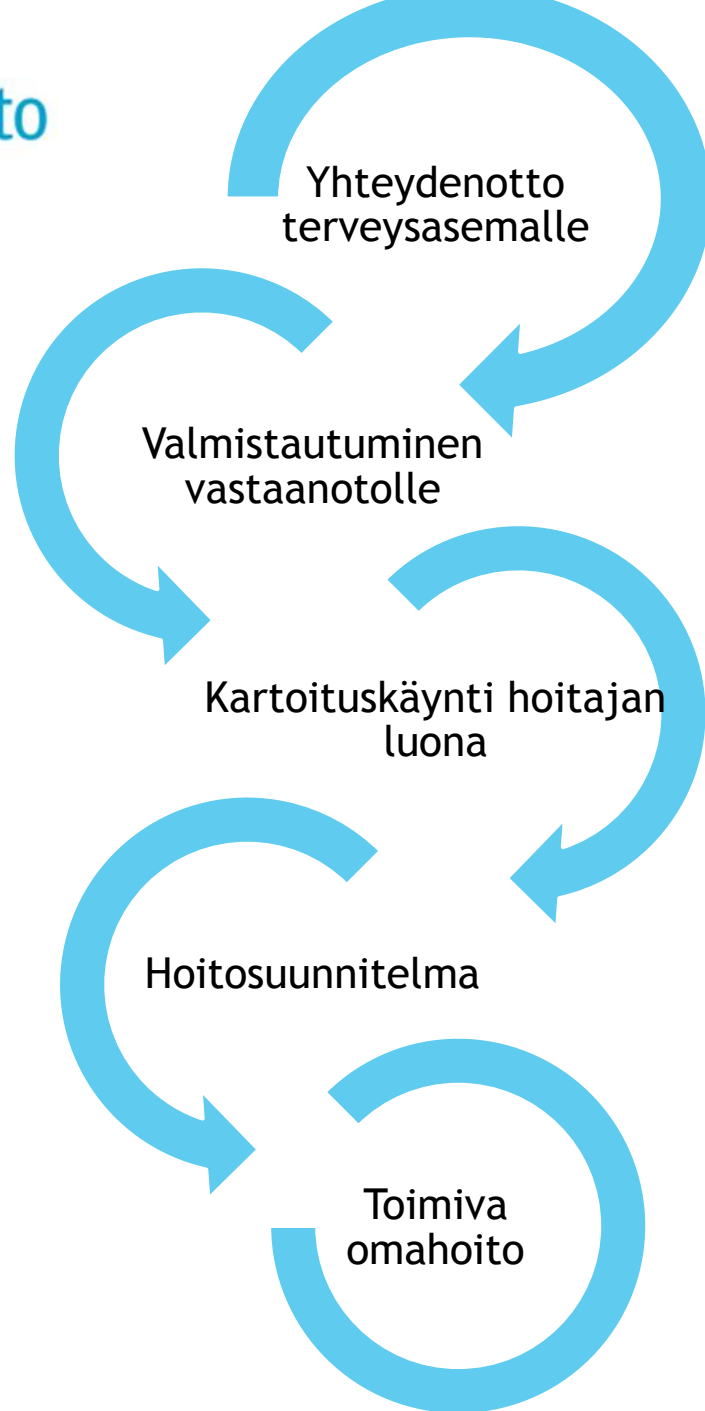 to
Yhteydenotto
terveysasemalle
Valmistautuminen
vastaanotolle
Kartoituskäynti hoitajan
luona
Hoitosuunnitelma
Toimiva
omahoito